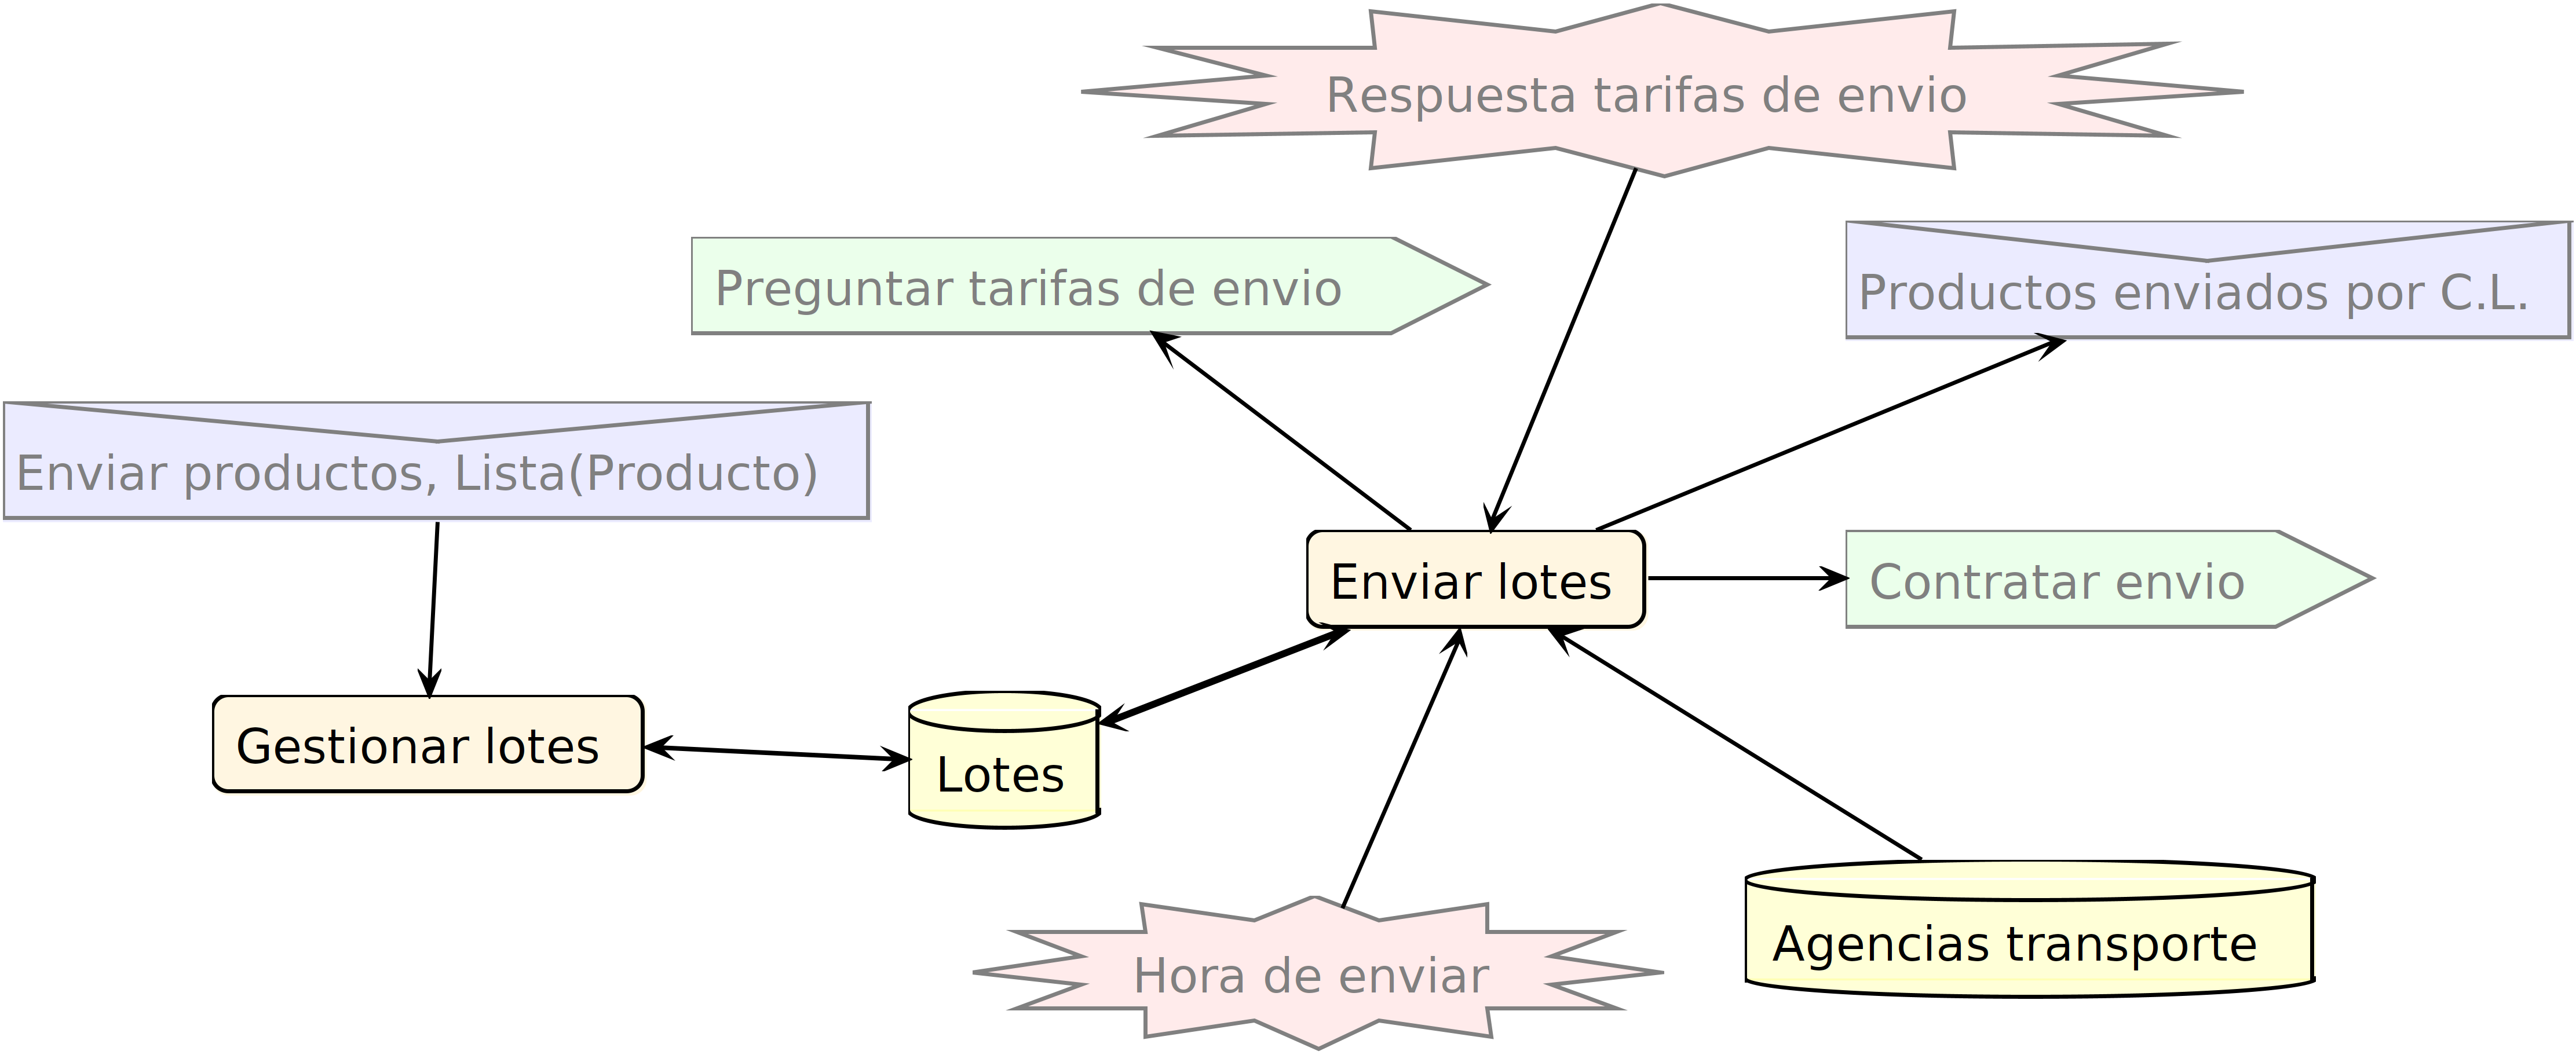 Respuesta tarifas de envio
Preguntar tarifas de envio
Productos enviados por C.L.
Enviar productos, Lista(Producto)
Enviar lotes
Contratar envio
Gestionar lotes
Lotes
Agencias transporte
Hora de enviar